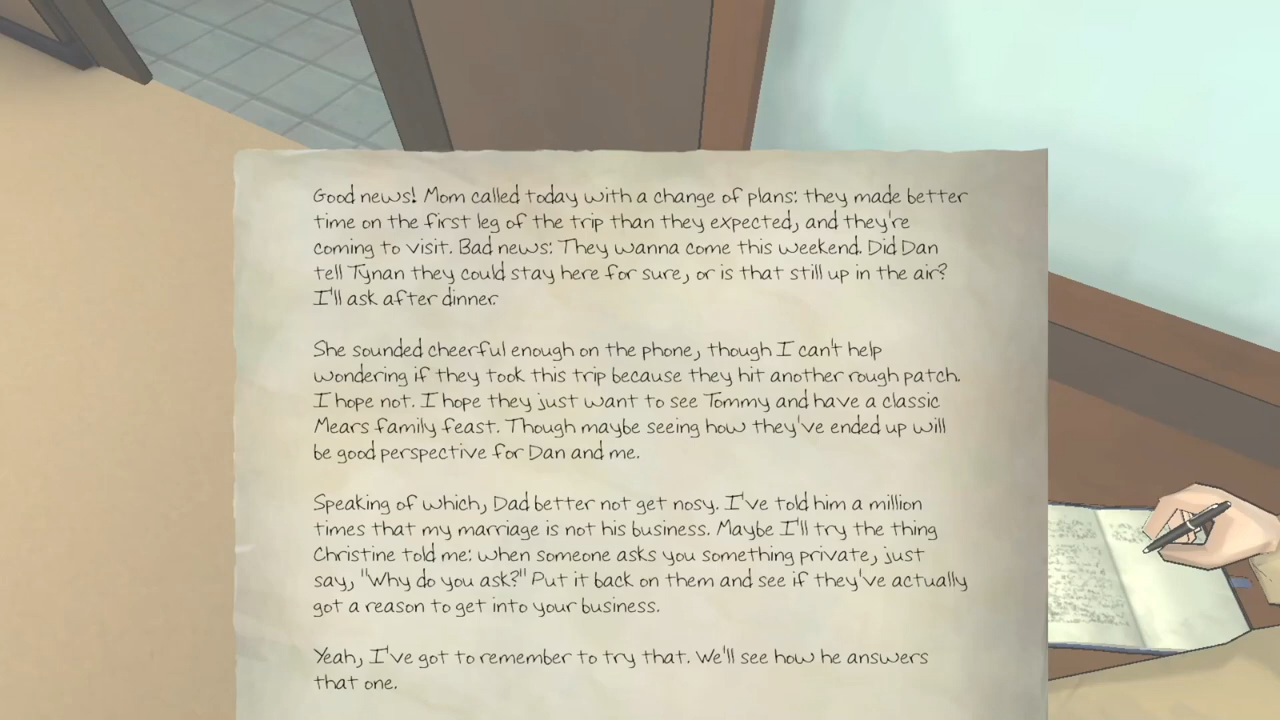 Good news! Mom called today with a change of plans: they made better
time on the first leg of the trip than they expected, and they're
coming to visit. Bad news: They wanna come this weekend. Did Dan
tell Tynan they could stay here for sure, or is that still up in the air?
I'll ask after dinner.
She sounded cheerful enough on the phone, though I can't help
wondering if they took this trip because they hit another rough patch.
I hope not. I hope they just want to see Tommy and have a classic
Mears family feast. Though maybe seeing how they've ended up will
be good perspective for Dan and me.
Speaking of which, Dad better not get nosy. I've told him a million
times that my marriage is not his business. Maybe I'll try the thing
Christine told me: when someone asks you something private, just
say, "Why do you ask?" Put it back on them and see if they've actually
got a reason to get into your business.
Yeah, I've got to remember to try that. We'll see how he answers
that one.